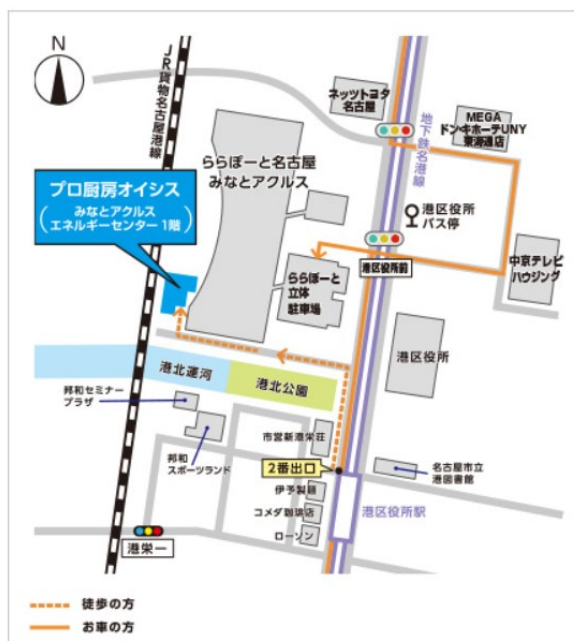 N
JR貨物名古屋港線
ネッツトヨタ
名古屋
地下鉄名港線
MEGA
ドン・キホーテUNY
東海通店
ららぽーと名古屋
みなとアクルス
プロ厨房オイシス
(みなとアクルス
エネルギーセンター1階)
港区役所
バス停
港区役所前
中京テレビ
ハウジング
ららぽーと
立体
駐車場
港区役所
港北運河
港北公園
邦和セミナー
プラザ
市営新港栄荘
邦和
スポーツランド
2番出口
名古屋市立
港図書館
伊予製麺
コメダ珈琲店
港区役所駅
ローソン
港栄一
徒歩の方
お車の方